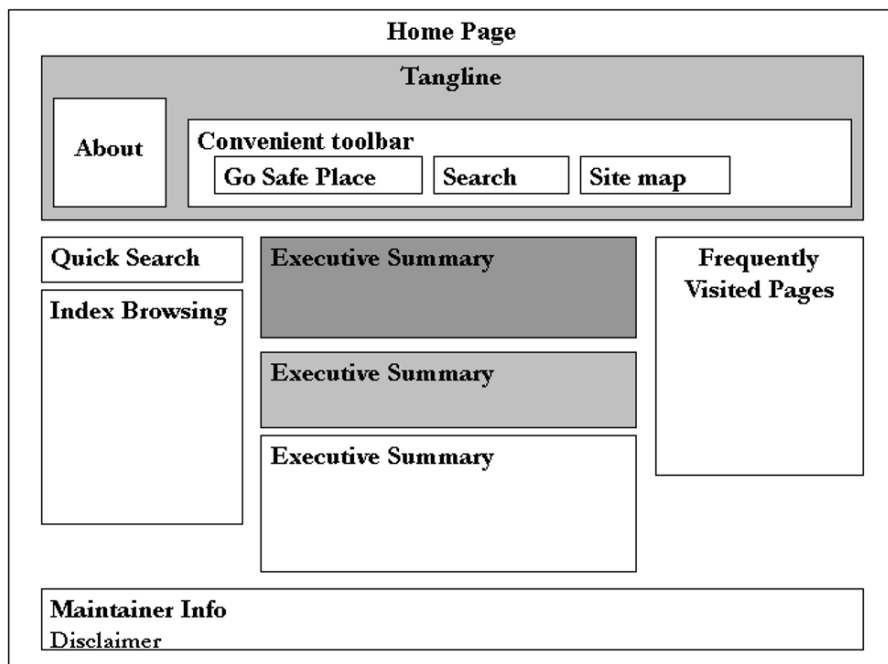 Home Page
Tangline
About
Convenient toolbar
Go Safe Place
Search
Site map
Quick Search
Index Browsing
Executive Summary
Executive Summary
Executive Summary
Frequently
Visited Pages
Maintainer Info
Disclaimer